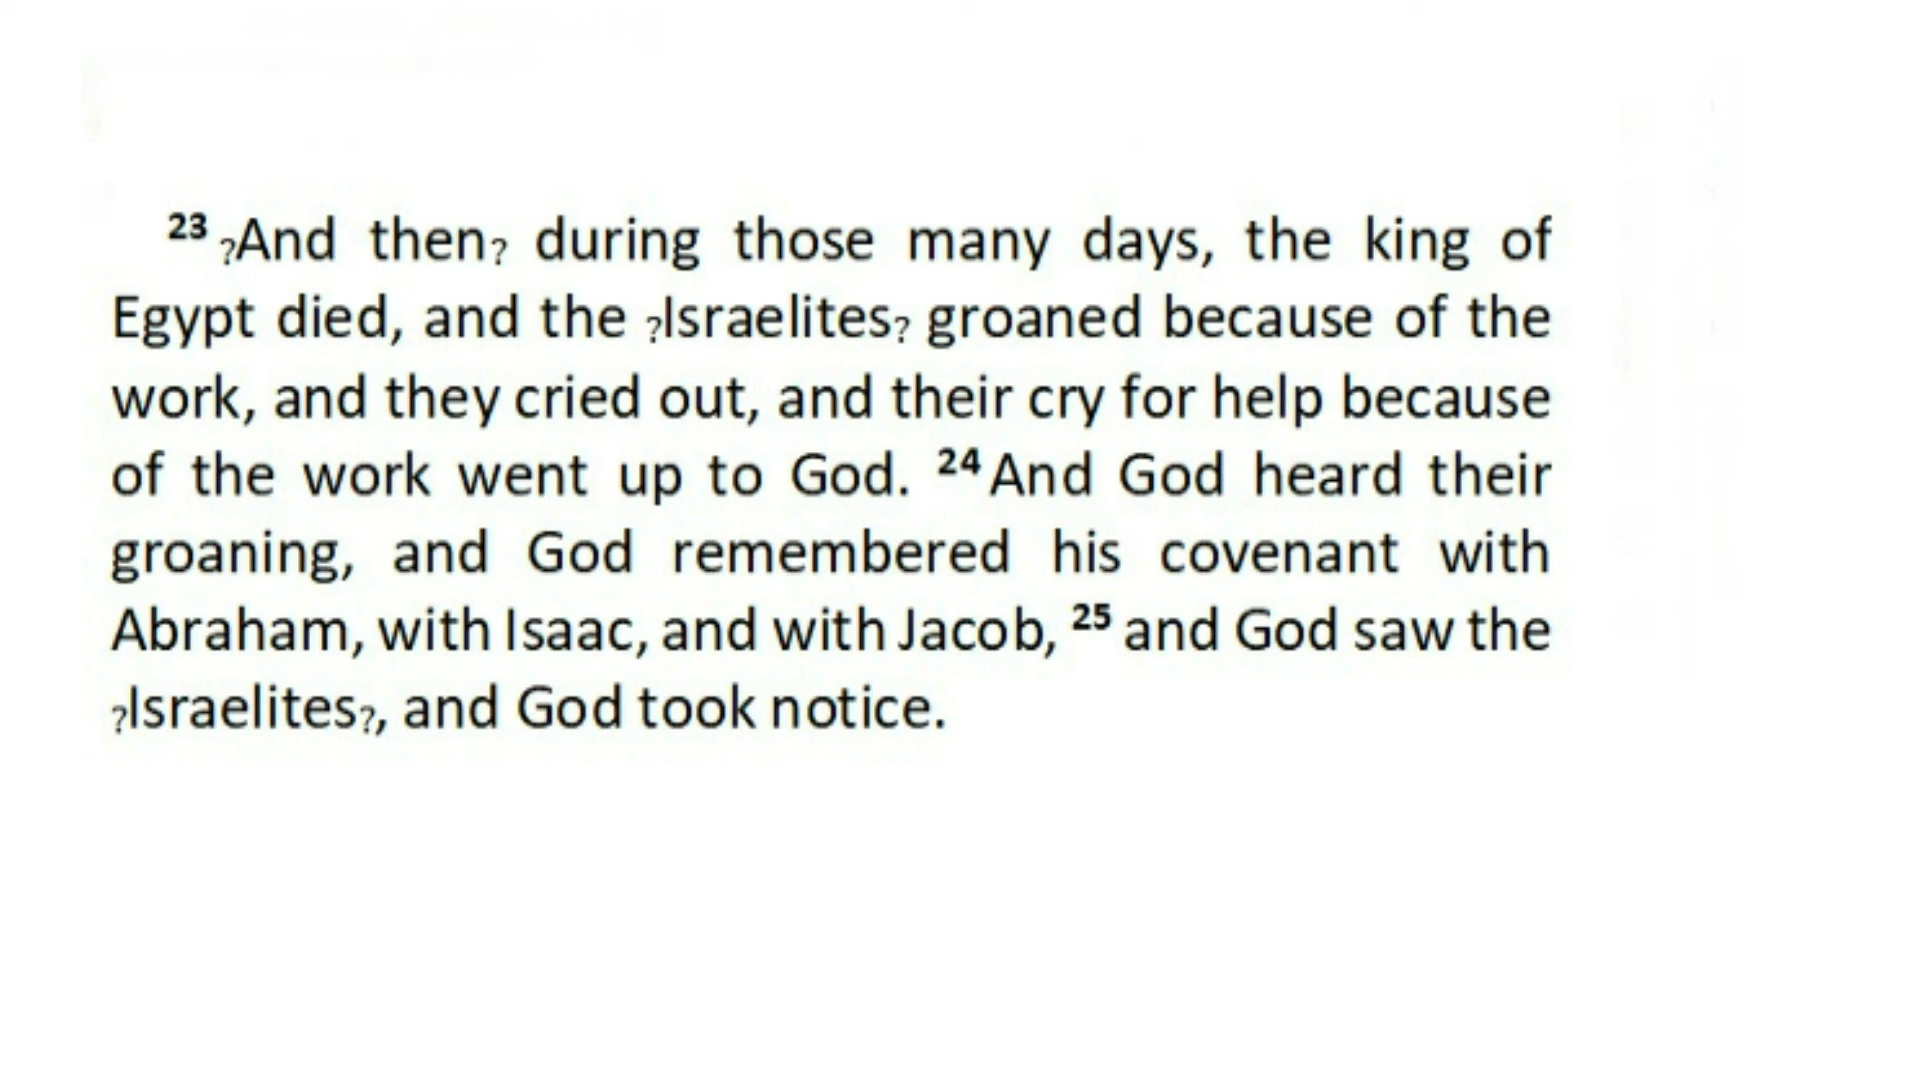 23 ?And then? during those many days, the king of
Egypt died, and the ?Israelites? groaned because of the
work, and they cried out, and their cry for help because
of the work went up to God. 24 And God heard their
groaning, and God remembered his covenant with
Abraham, with Isaac, and with Jacob, 25 and God saw the
?Israelites?, and God took notice.